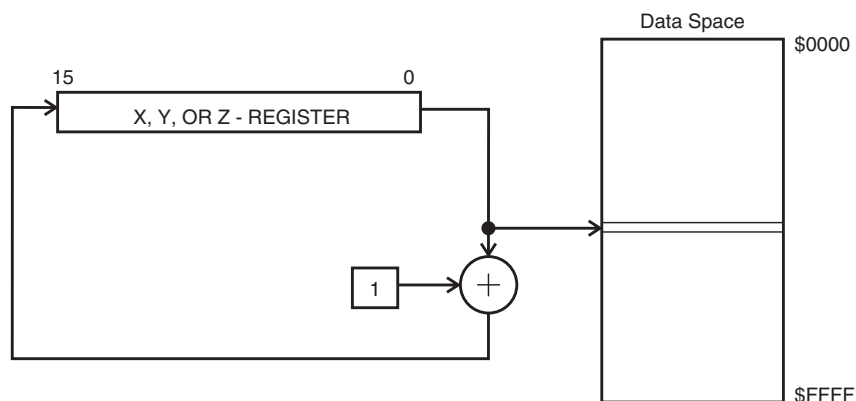 Data Space
$0000
15
0
X, Y, OR Z - REGISTER
1
$FFFF